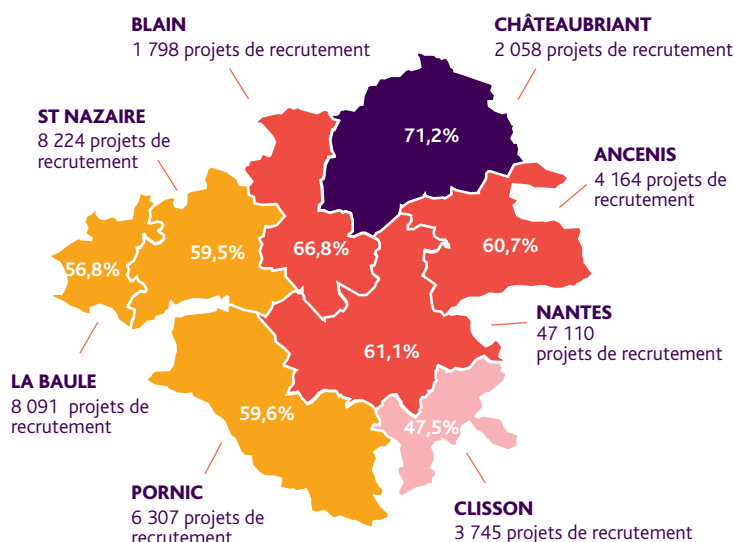 BLAIN
1 798 projets de recrutement
CHÂTEAUBRIANT
2 058 projets de recrutement
ST NAZAIRE
8 224 projets de
recrutement
71,2%
ANCENIS
4 164 projets de
recrutement
56,8%
59,5%
66,8%
60,7%
NANTES
47 110
projets de recrutement
61,1%
LA BAULE
8 091 projets de
recrutement
59,6%
47,5%
PORNIC
6 307 projets de
recrutement
CLISSON
3 745 projets de recrutement